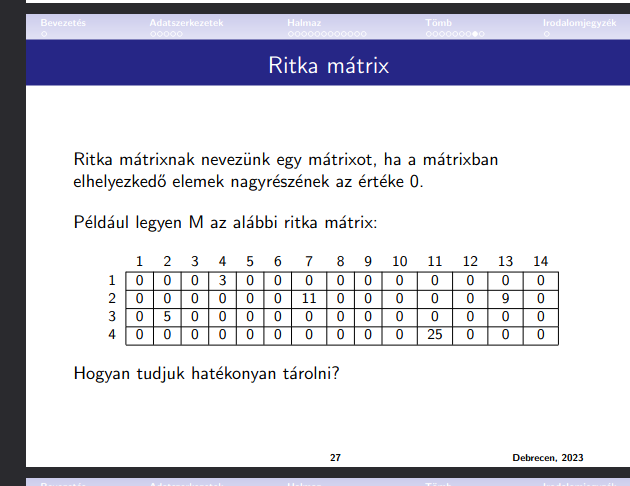 Bevezetés Adatszerkezetek Halmaz Tömb Irodalomjegyzék
Ritka mátrix
Ritka mátrixnak nevezünk egy mátrixot, ha a mátrixban
elhelyezkedő elemek nagyrészének az értéke 0.
Például legyen M az alábbi ritka mátrix:
1 2 3 4 5 6 7 8 9 10 11 12 13 14
1 0 0 0 3 0 0 0 0 0 0 0 0 0 0
2 0 0 0 0 0 0 11 0 0 0 0 0 9 0
3 0 5 0 0 0 0 0 0 0 0 0 0 0 0
4 0 0 0 0 0 0 0 0 0 0 25 0 0 0
Hogyan tudjuk hatékonyan tárolni?
27 Debrecen, 2023